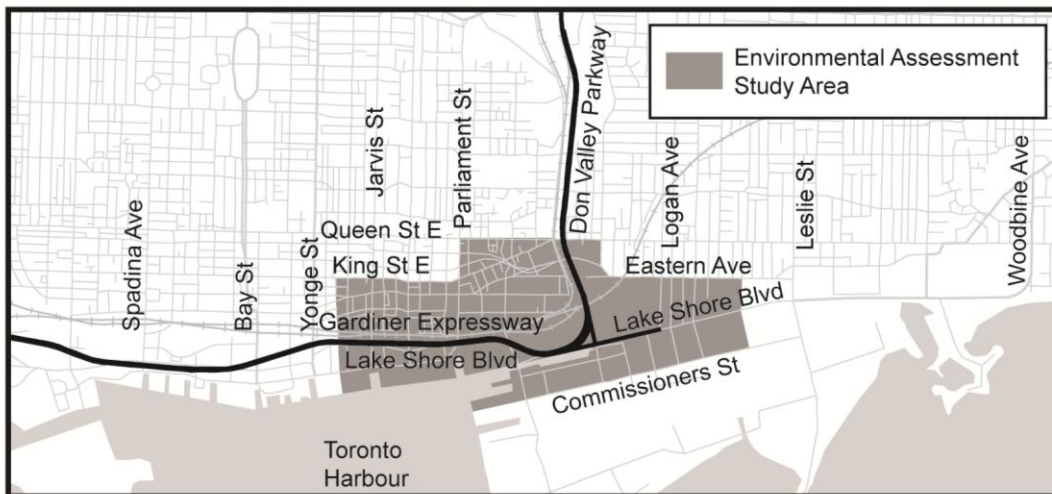 Environmental Assessment
Study Area
Spadina Ave
Bay St
Yonge St
Jarvis St
Parliament St
Don Valley Parkway
Logan Ave
Leslie St
Woodbine Ave
Queen St E
King St E
Eastern Ave
Gardiner Expressway
Lake Shore Blvd
Lake Shore Blvd
Commissioners St
Toronto
Harbour